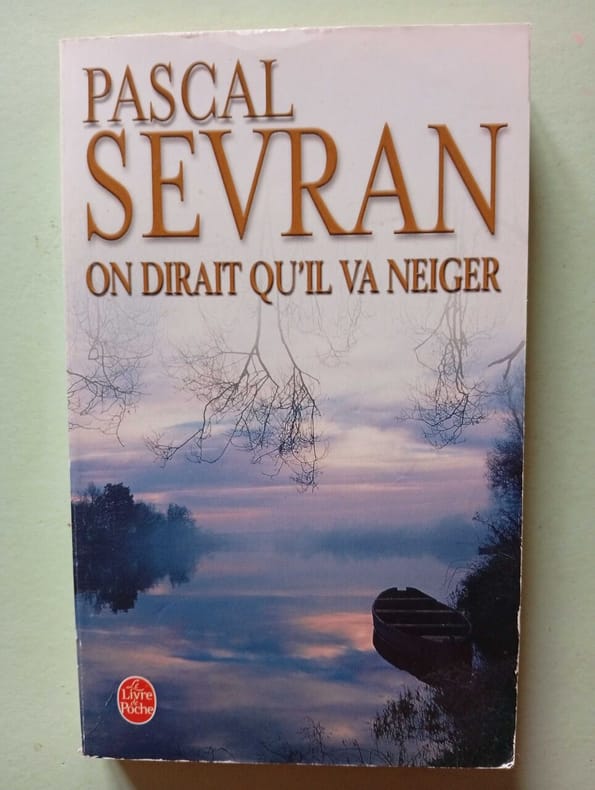 PASCAL
SEVRAN
ON DIRAIT QU'IL VA NEIGER
Le
Livre
de
Poche